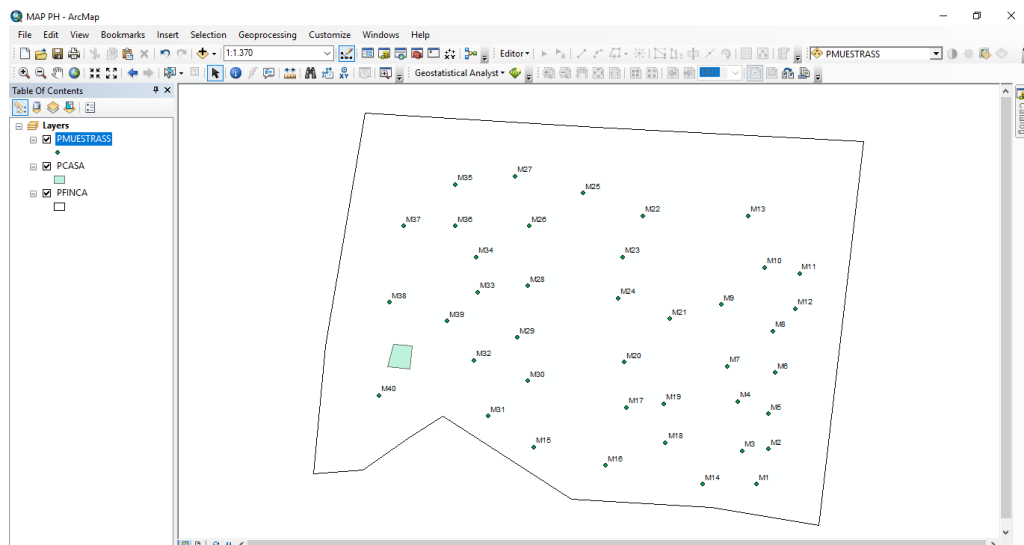 MAP PH - ArcMap
File Edit View Bookmarks Insert Selection Geoprocessing Customize Windows Help
1:1.370 Editor PMUESTRASS
Geostatistical Analyst
Table Of Contents
Catalog
Layers
PMUESTRASS
PCASA
PFINCA
M27
M35
M25
M22 M13
M37 M36 M26
M34 M23
M10
M11
M28
M33
M38 M24
M9
M12
M39 M21
M8
M29
M32 M20
M7
M6
M30
M40
M17 M19 M4
M31 M5
M15 M18
M3 M2
M16
M14 M1